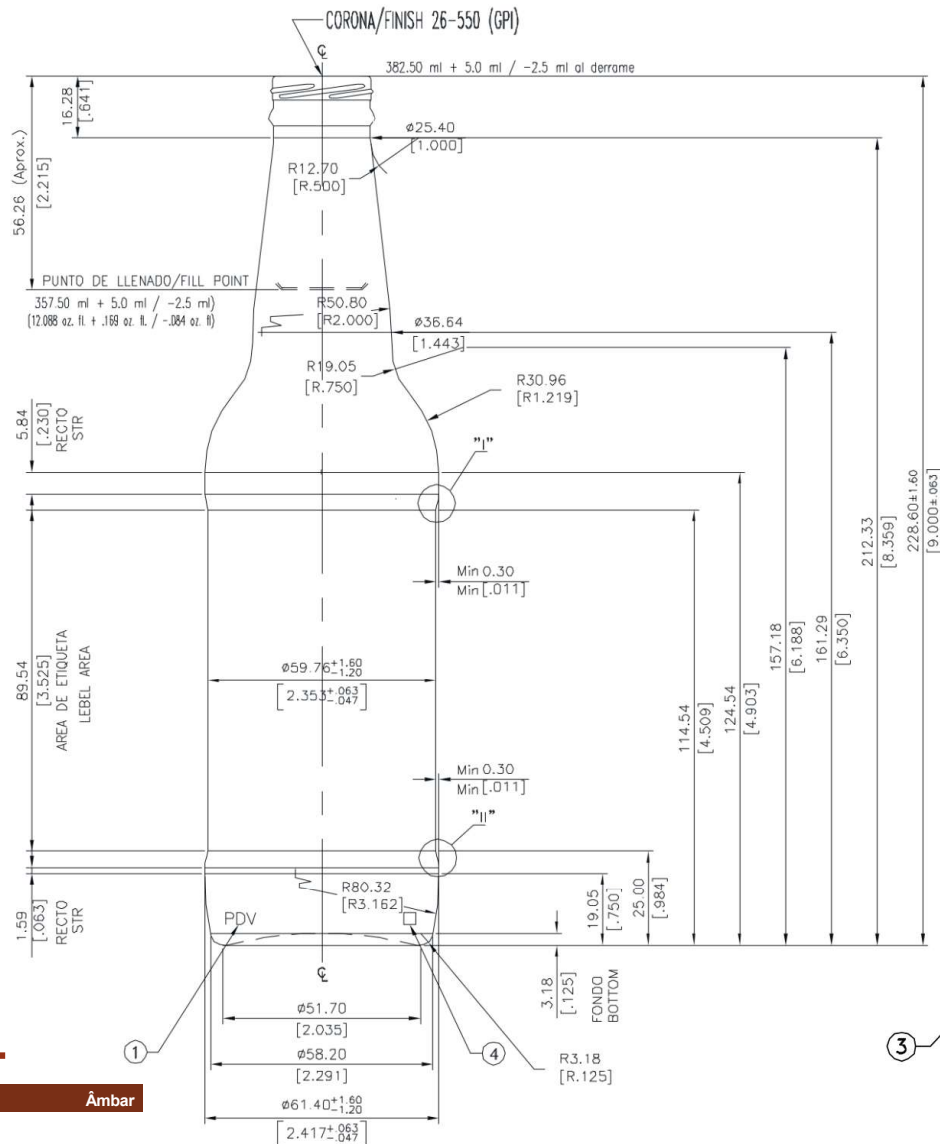 CORONA/FINISH 26-550 (GPI)
℄
382.50 ml + 5.0 ml / -2.5 ml al derrame
16.28
[.641]
56.26 (Aprox.)
[2.215]
⌀25.40
[1.000]
R12.70
[R.500]
PUNTO DE LLENADO/FILL POINT
357.50 ml + 5.0 ml / -2.5 ml)
(12.088 oz. fl. + .169 oz. fl. / -.084 oz. fl)
R50.80
[R2.000]
⌀36.64
[1.443]
R19.05
[R.750]
R30.96
[R1.219]
5.84
[.230]
RECTO
STR
"I"
Min 0.30
Min [.011]
89.54
[3.525]
AREA DE ETIQUETA
LEBEL AREA
⌀59.76 +1.60 -1.20
[2.353 +.063 -.047]
Min 0.30
Min [.011]
"II"
114.54
[4.509]
124.54
[4.903]
157.18
[6.188]
161.29
[6.350]
212.33
[8.359]
228.60±1.60
[9.000±.063]
1.59
[.063]
RECTO
STR
R80.32
[R3.162]
PDV
19.05
[.750]
25.00
[.984]
3.18
[.125]
FONDO
BOTTOM
℄
⌀51.70
[2.035]
1
4
3
⌀58.20
[2.291]
R3.18
[R.125]
Âmbar
⌀61.40 +1.60 -1.20
[2.417 +.063 -.047]